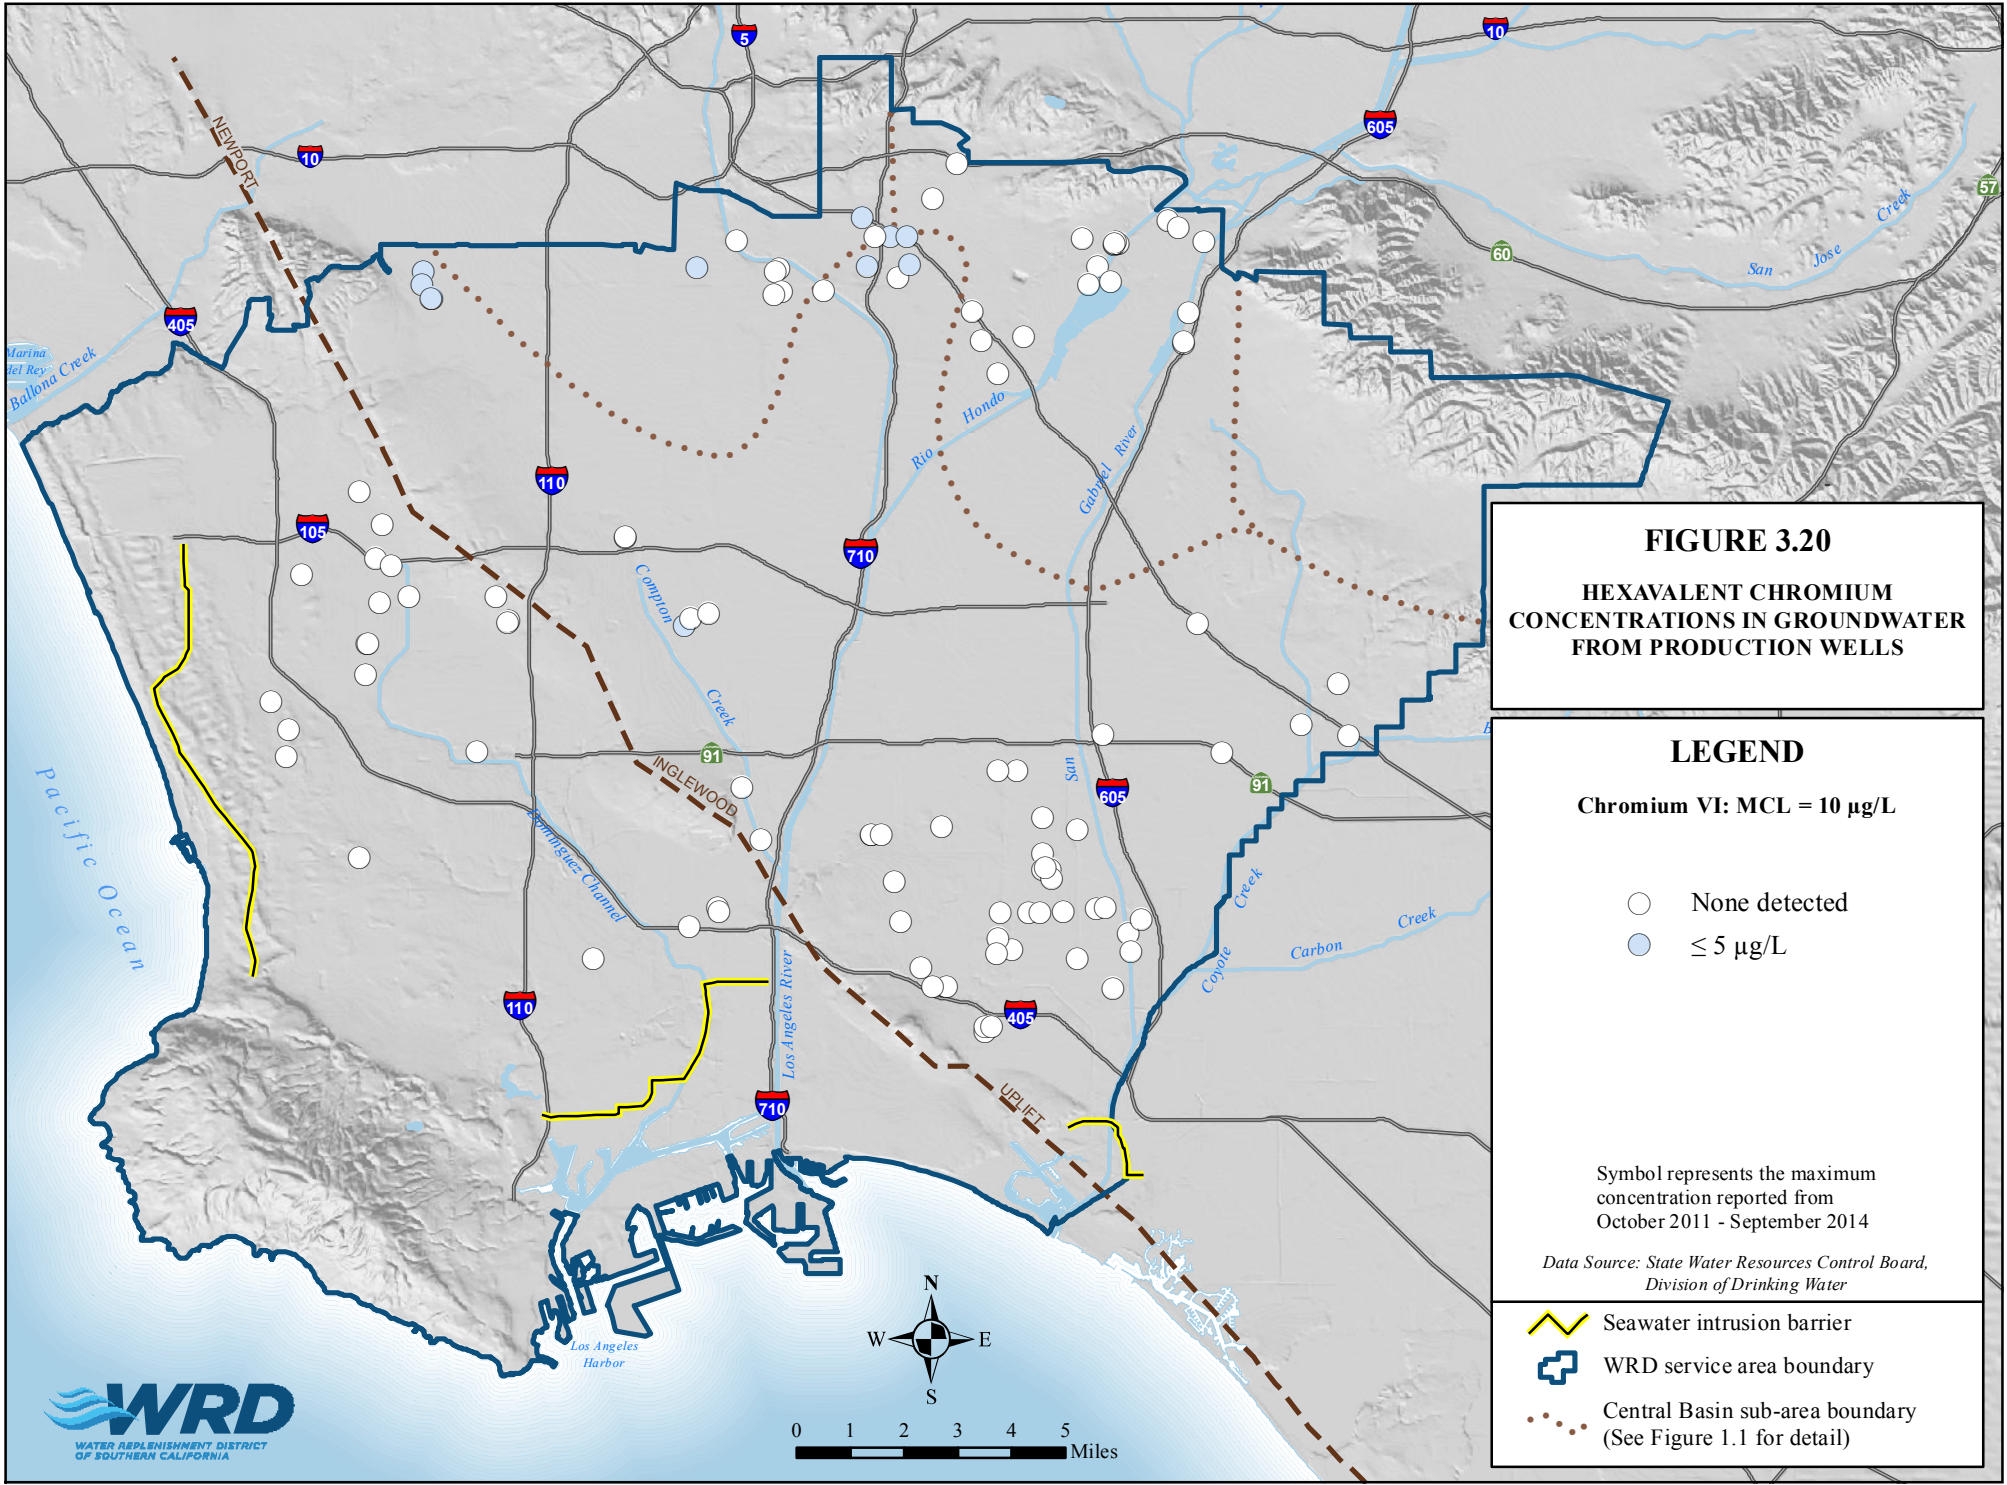 5
10
605
57
10
NEWPORT
60
San
Jose
Creek
405
Marina
del Rey
Ballona Creek
110
105
710
Rio
Hondo
Gabriel
River
San
Compton
Creek
91
INGLEWOOD
605
91
Dominguez Channel
Pacific Ocean
110
405
Coyote
Creek
Carbon
Creek
Los Angeles River
710
UPLIFT
Los Angeles
Harbor
FIGURE 3.20
HEXAVALENT CHROMIUM
CONCENTRATIONS IN GROUNDWATER
FROM PRODUCTION WELLS
LEGEND
Chromium VI: MCL = 10 µg/L
None detected
≤ 5 µg/L
Symbol represents the maximum
concentration reported from
October 2011 - September 2014
Data Source: State Water Resources Control Board,
Division of Drinking Water
Seawater intrusion barrier
WRD service area boundary
Central Basin sub-area boundary
(See Figure 1.1 for detail)
N
W E
S
0 1 2 3 4 5
Miles
WRD
WATER REPLENISHMENT DISTRICT
OF SOUTHERN CALIFORNIA